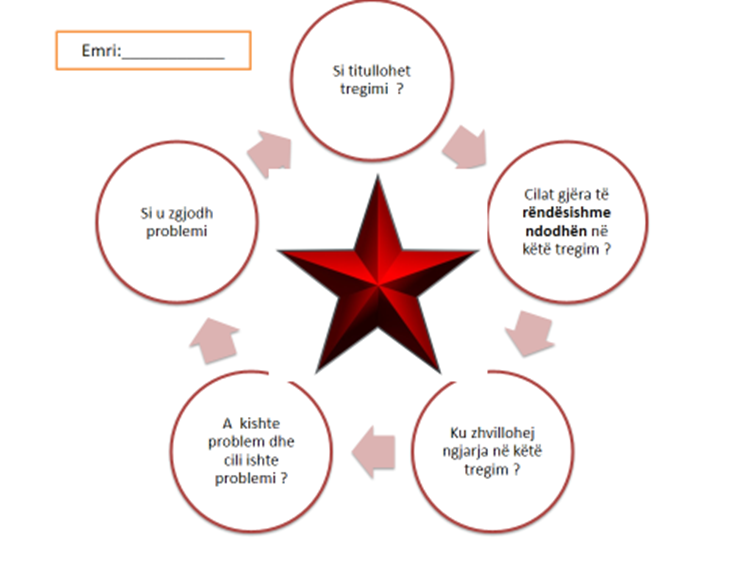 Emri:____________
Si titullohet
tregimi ?
Cilat gjëra të
rëndësishme
ndodhën në
këtë tregim ?
Ku zhvillohej
ngjarja në këtë
tregim ?
A kishte
problem dhe
cili ishte
problemi ?
Si u zgjodh
problemi